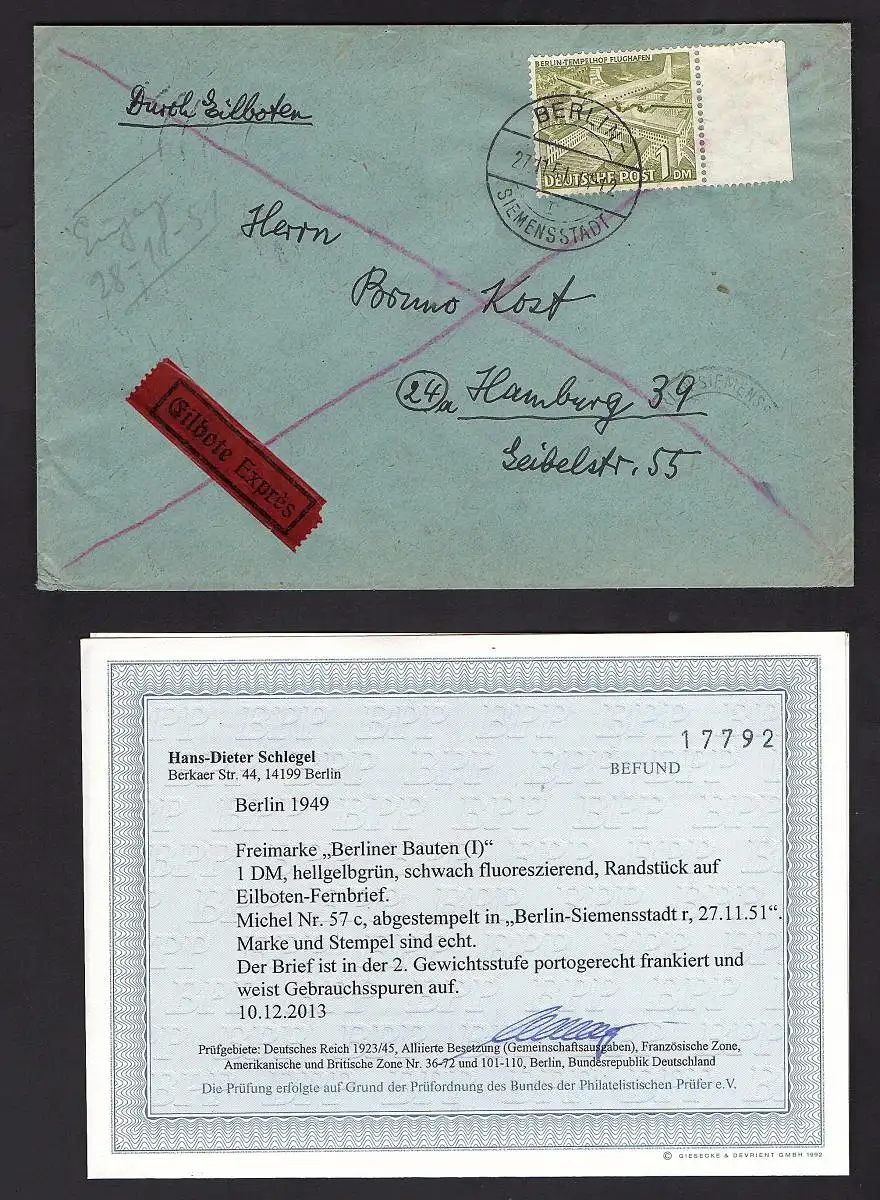 BERLIN-TEMPELHOF FLUGHAFEN
DEUTSCHE POST 1 DM
BERLIN-
SIEMENSSTADT
Durch Eilboten
Eingang
28-11-51
Herrn
Bruno Kost
24a Hamburg 39
Geibelstr. 55
SIEMENSS
Eilbote Exprès
17792
Hans-Dieter Schlegel
Berkaer Str. 44, 14199 Berlin
BEFUND
Berlin 1949
Freimarke „Berliner Bauten (I)“
1 DM, hellgelbgrün, schwach fluoreszierend, Randstück auf
Eilboten-Fernbrief.
Michel Nr. 57 c, abgestempelt in „Berlin-Siemensstadt r, 27.11.51“.
Marke und Stempel sind echt.
Der Brief ist in der 2. Gewichtsstufe portogerecht frankiert und
weist Gebrauchsspuren auf.
10.12.2013
Prüfgebiete: Deutsches Reich 1923/45, Alliierte Besetzung (Gemeinschaftsausgaben), Französische Zone,
Amerikanische und Britische Zone Nr. 36-72 und 101-110, Berlin, Bundesrepublik Deutschland
Die Prüfung erfolgte auf Grund der Prüfordnung des Bundes der Philatelistischen Prüfer e.V.
© GIESECKE & DEVRIENT GMBH 1992